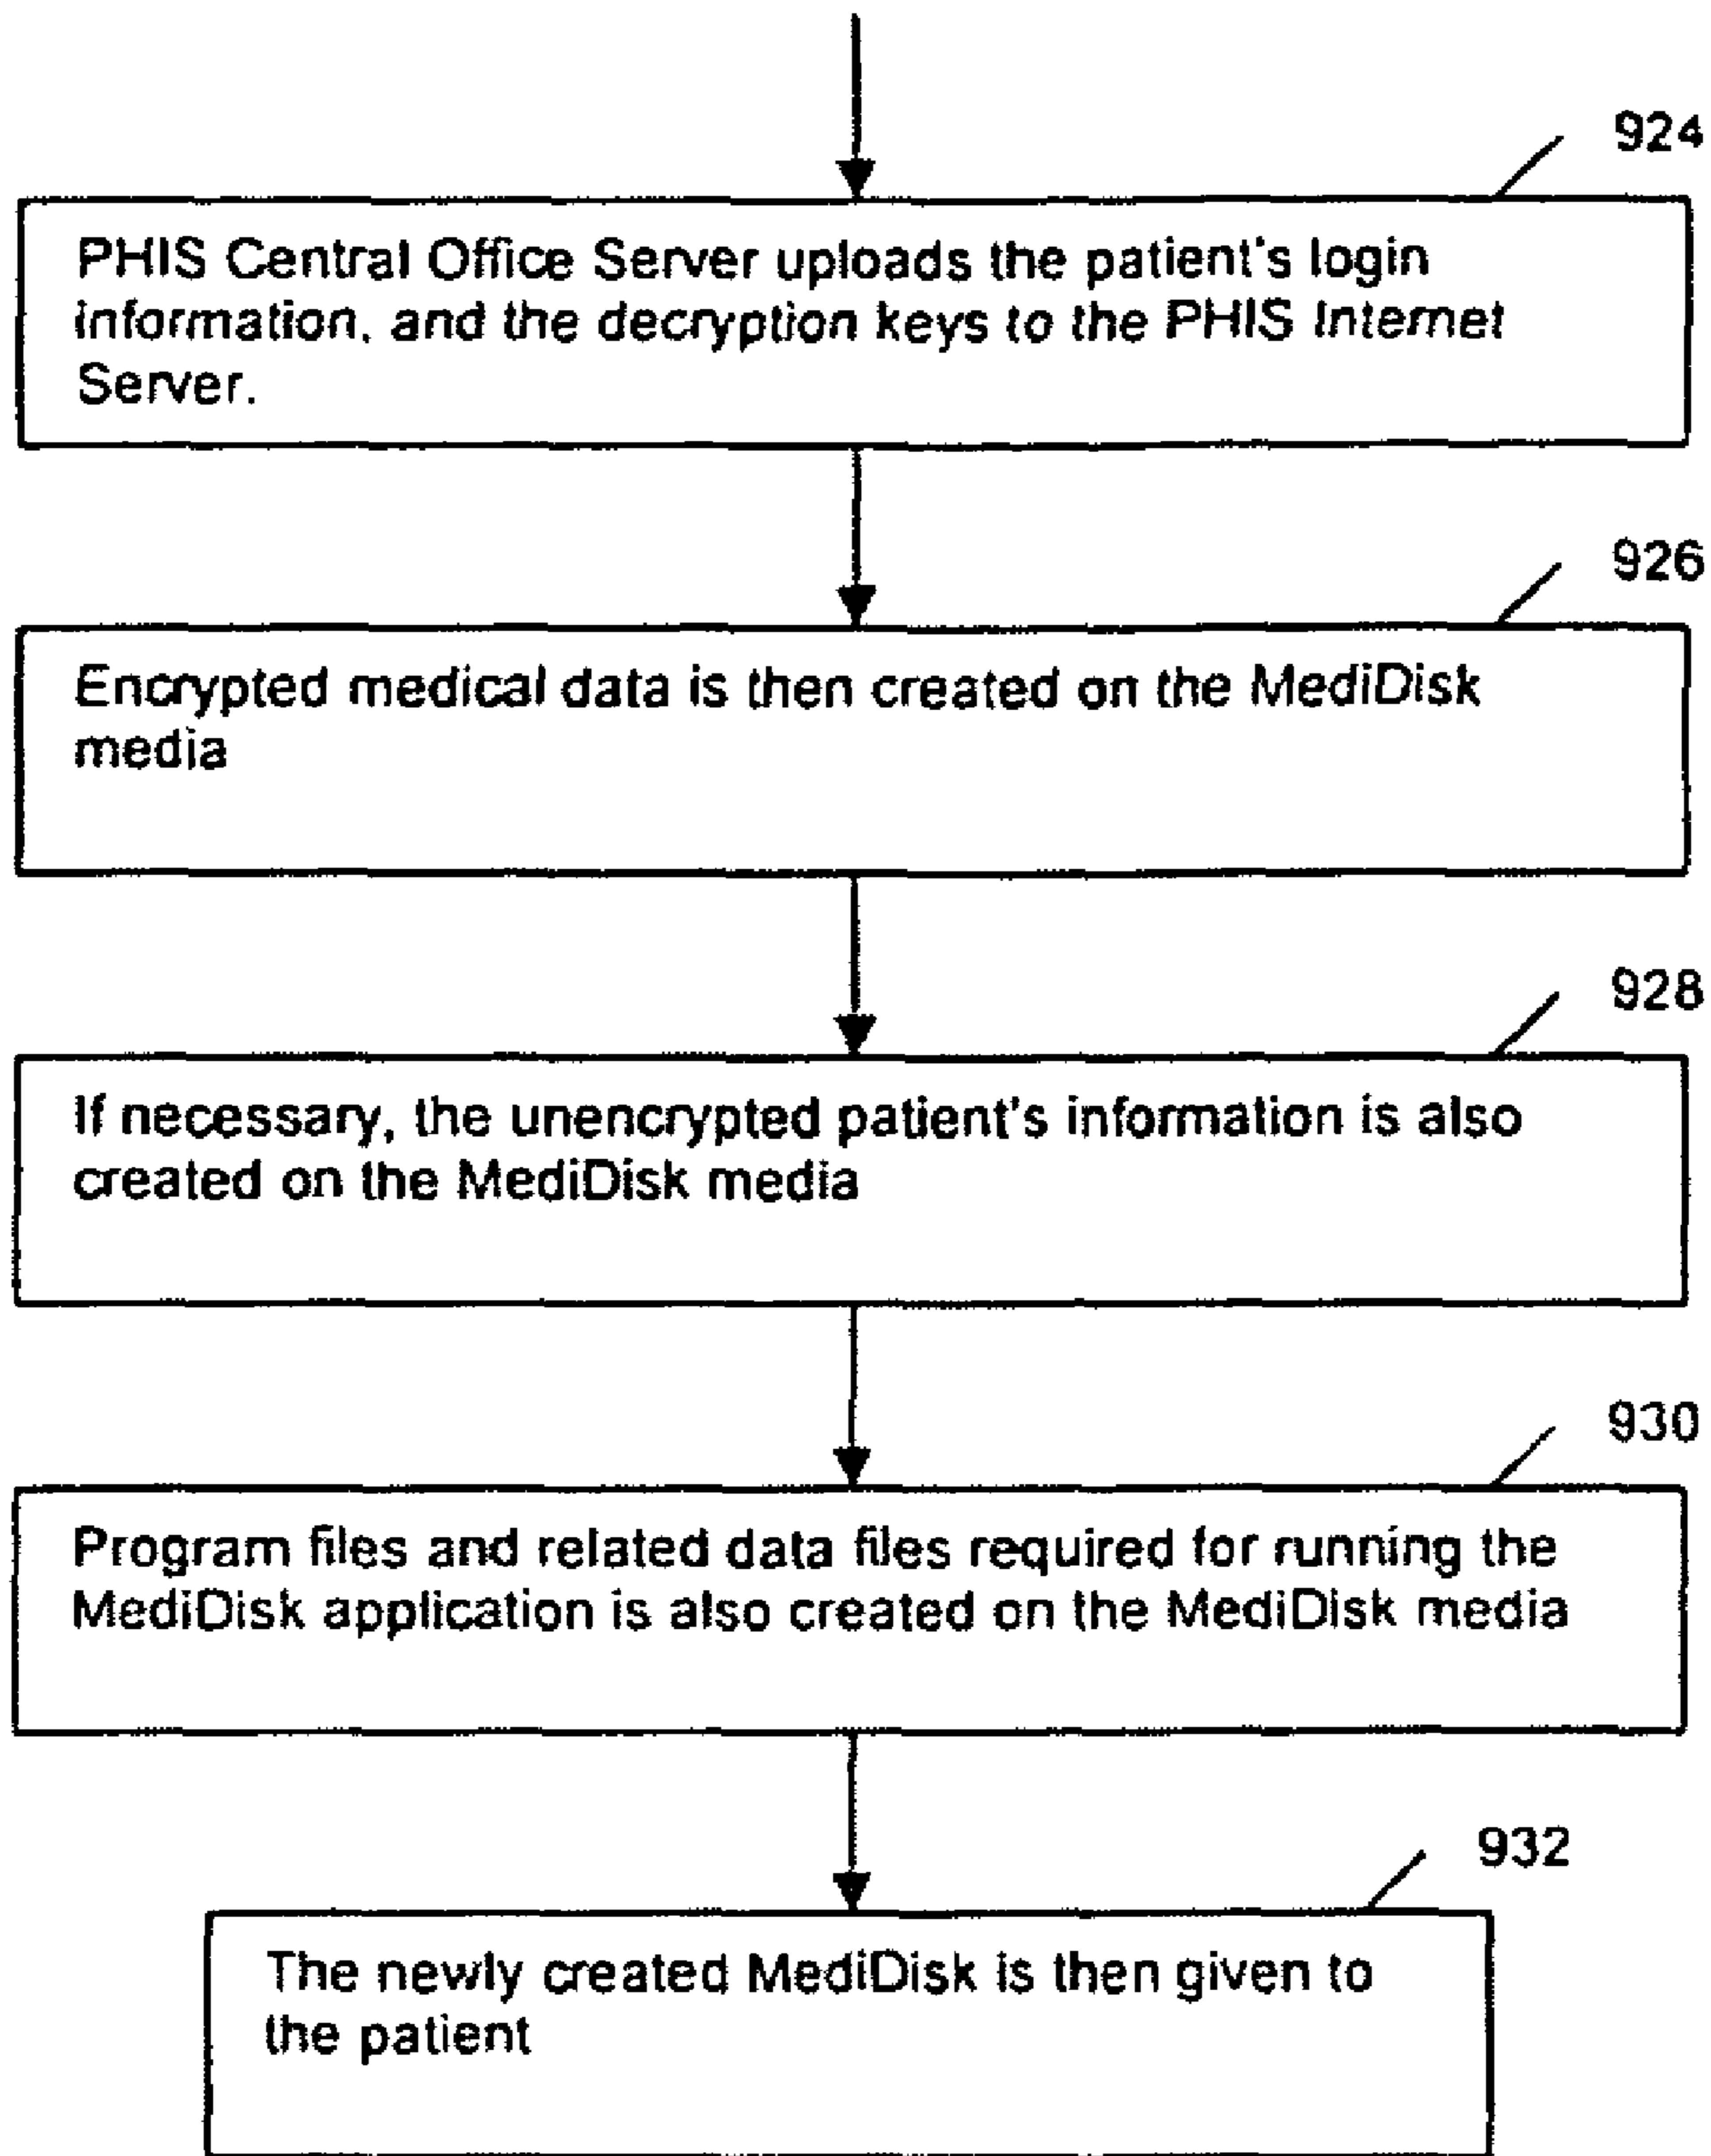 924
PHIS Central Office Server uploads the patient's login
information, and the decryption keys to the PHIS Internet
Server.
926
Encrypted medical data is then created on the MediDisk
media
928
If necessary, the unencrypted patient's information is also
created on the MediDisk media
930
Program files and related data files required for running the
MediDisk application is also created on the MediDisk media
932
The newly created MediDisk is then given to
the patient